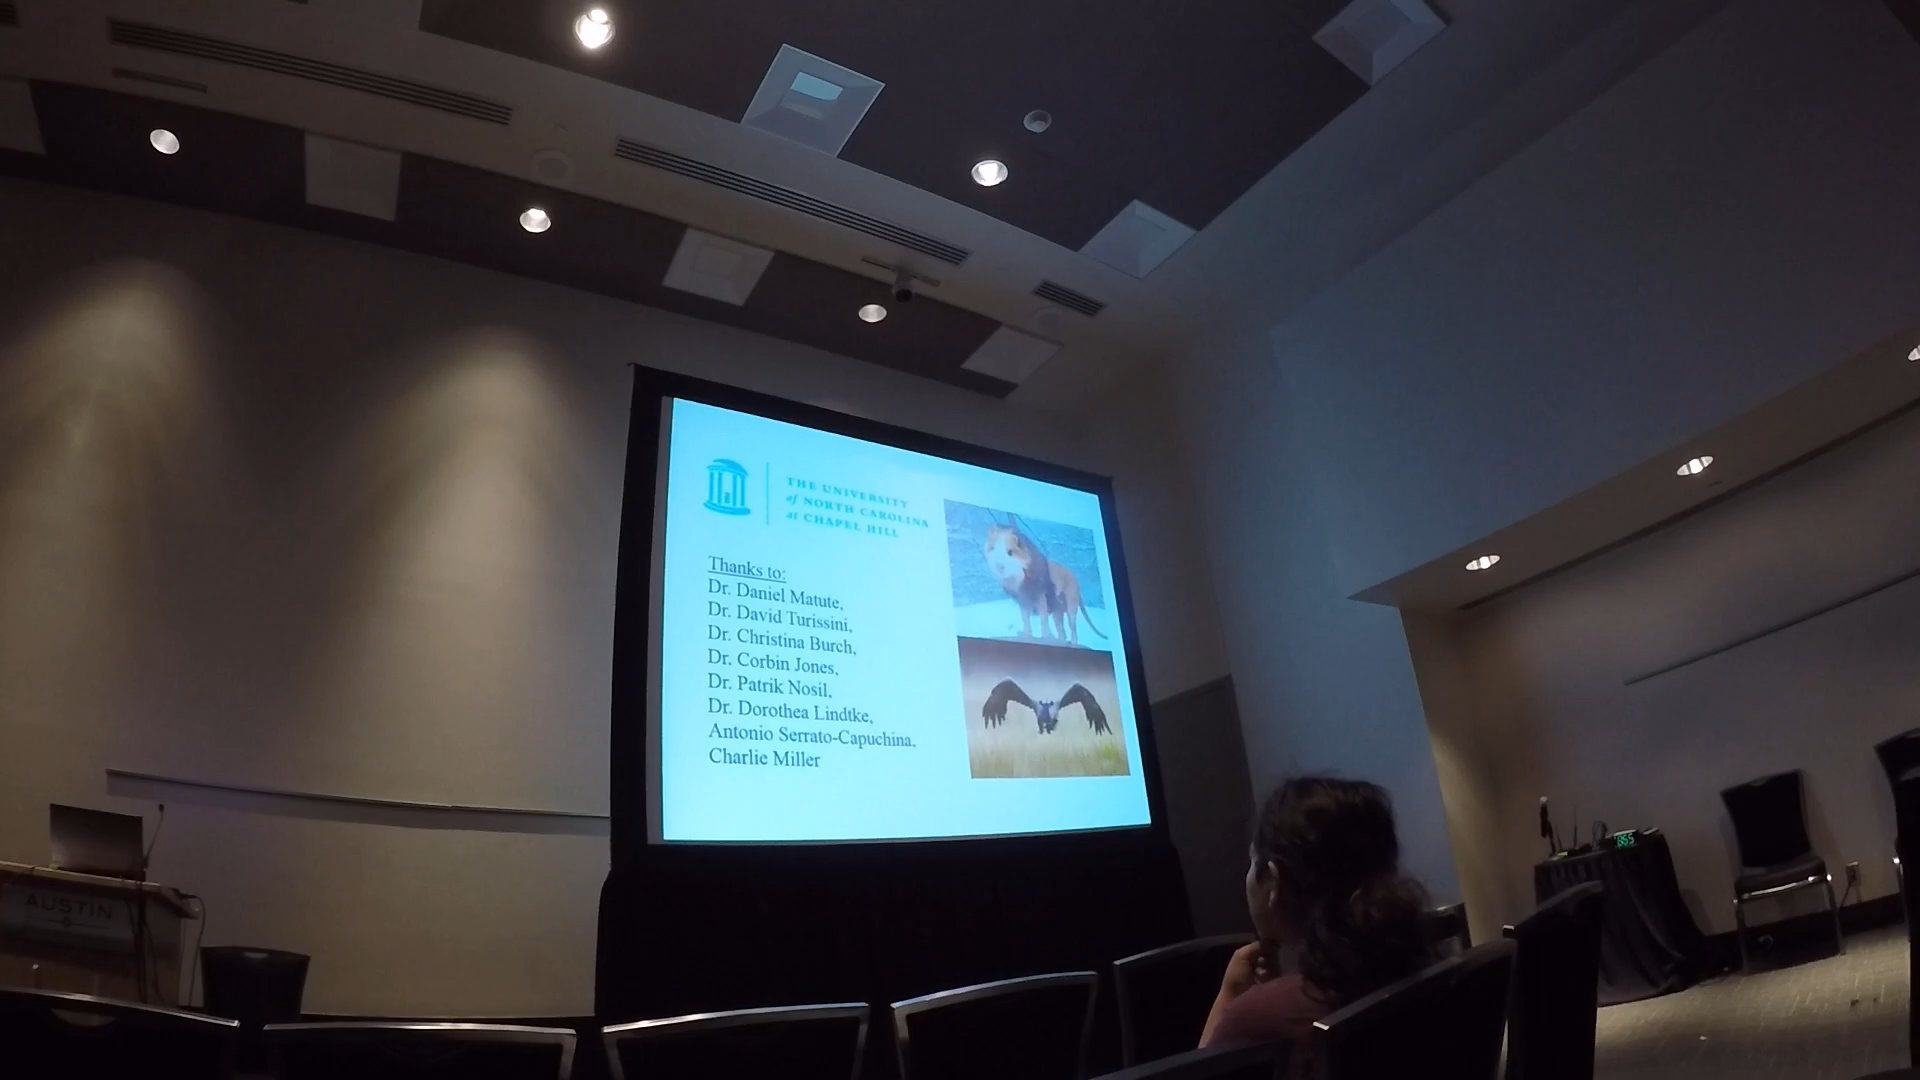 THE UNIVERSITY
of NORTH CAROLINA
at CHAPEL HILL
Thanks to:
Dr. Daniel Matute,
Dr. David Turissini,
Dr. Christina Burch,
Dr. Corbin Jones,
Dr. Patrik Nosil,
Dr. Dorothea Lindtke,
Antonio Serrato-Capuchina,
Charlie Miller
AUSTIN